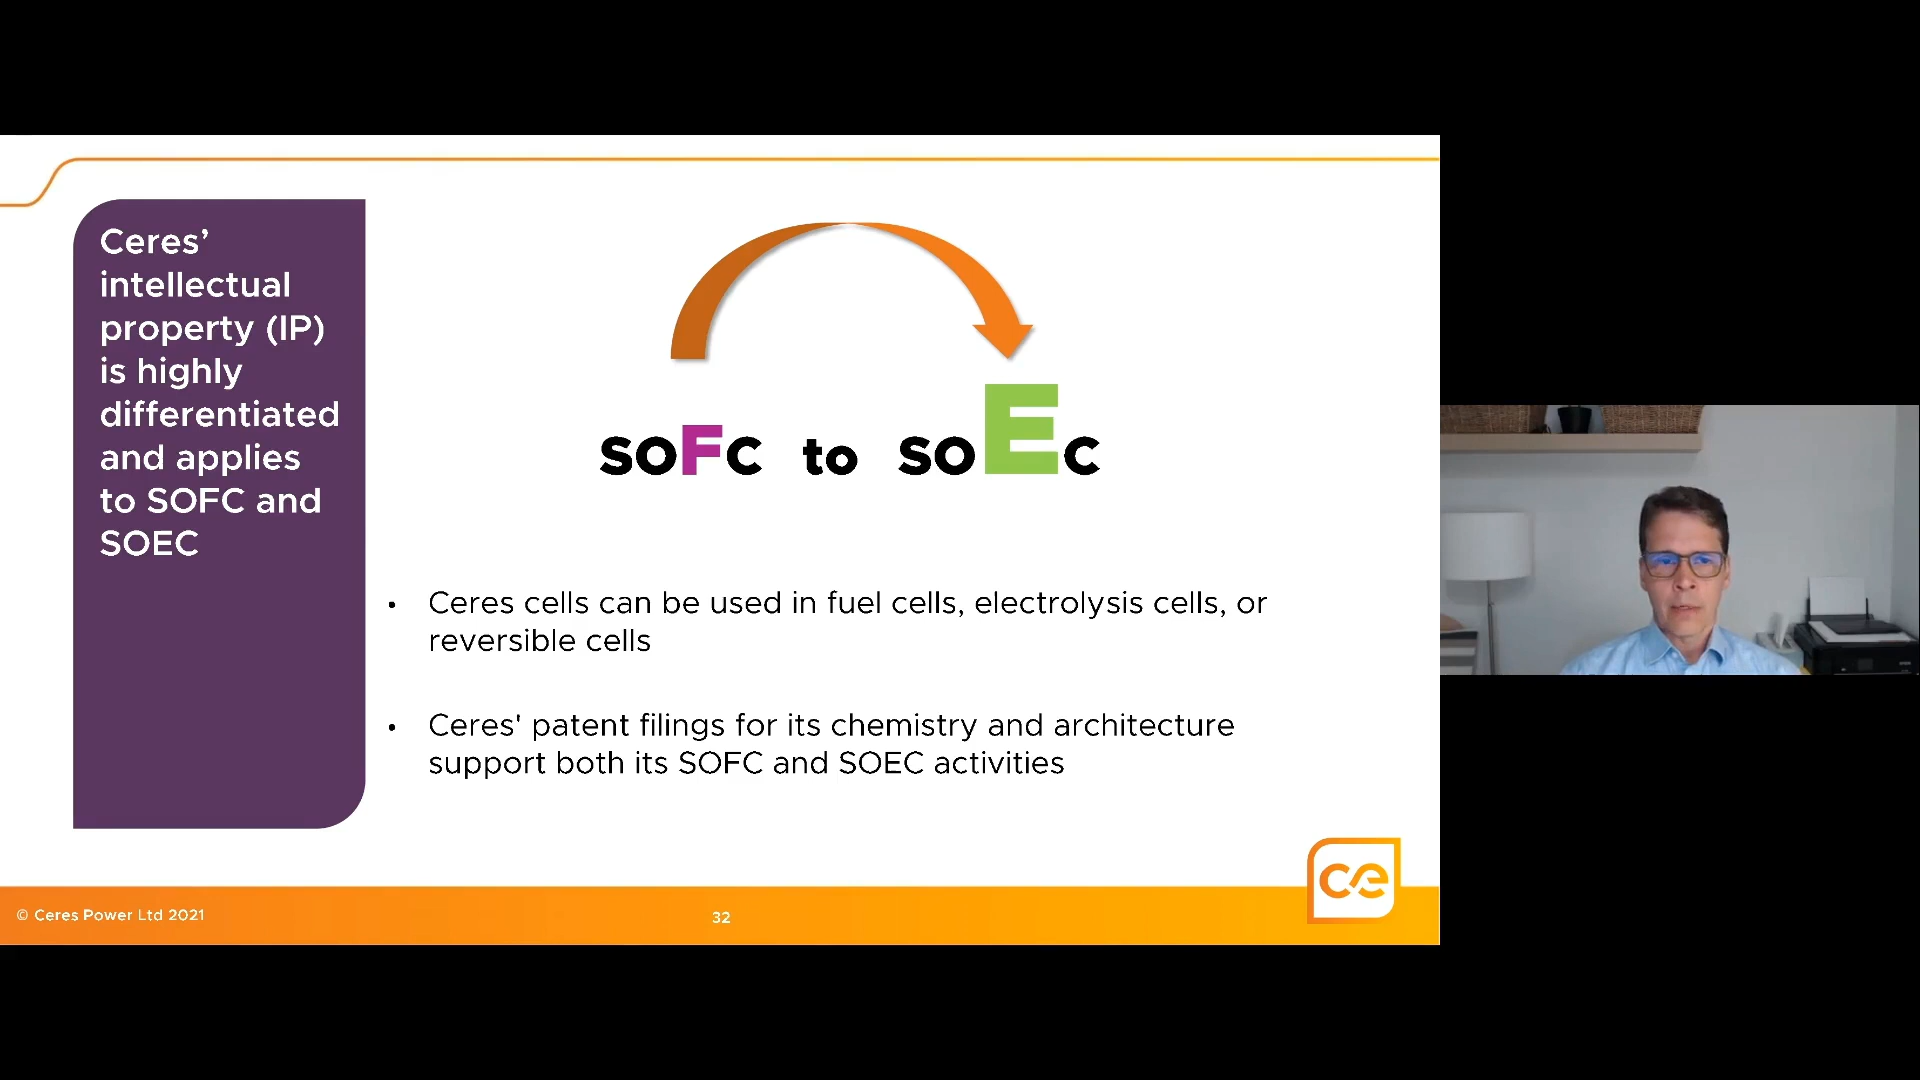 Ceres’
intellectual
property (IP)
is highly
differentiated
and applies
to SOFC and
SOEC
SOFC to SOEC
• Ceres cells can be used in fuel cells, electrolysis cells, or
reversible cells
• Ceres' patent filings for its chemistry and architecture
support both its SOFC and SOEC activities
© Ceres Power Ltd 2021
32
ce